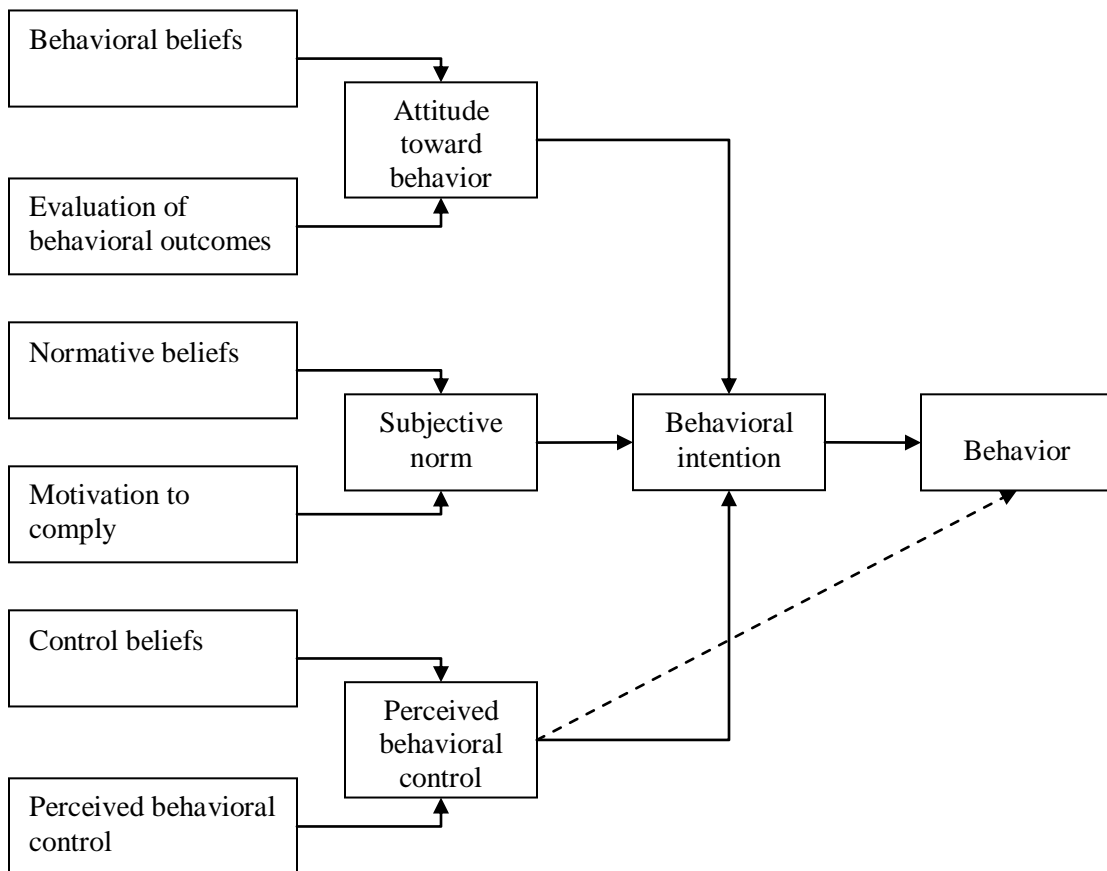 Behavioral beliefs
Attitude
toward
behavior
Evaluation of
behavioral outcomes
Normative beliefs
Subjective
norm
Behavioral
intention
Behavior
Motivation to
comply
Control beliefs
Perceived
behavioral
control
Perceived behavioral
control